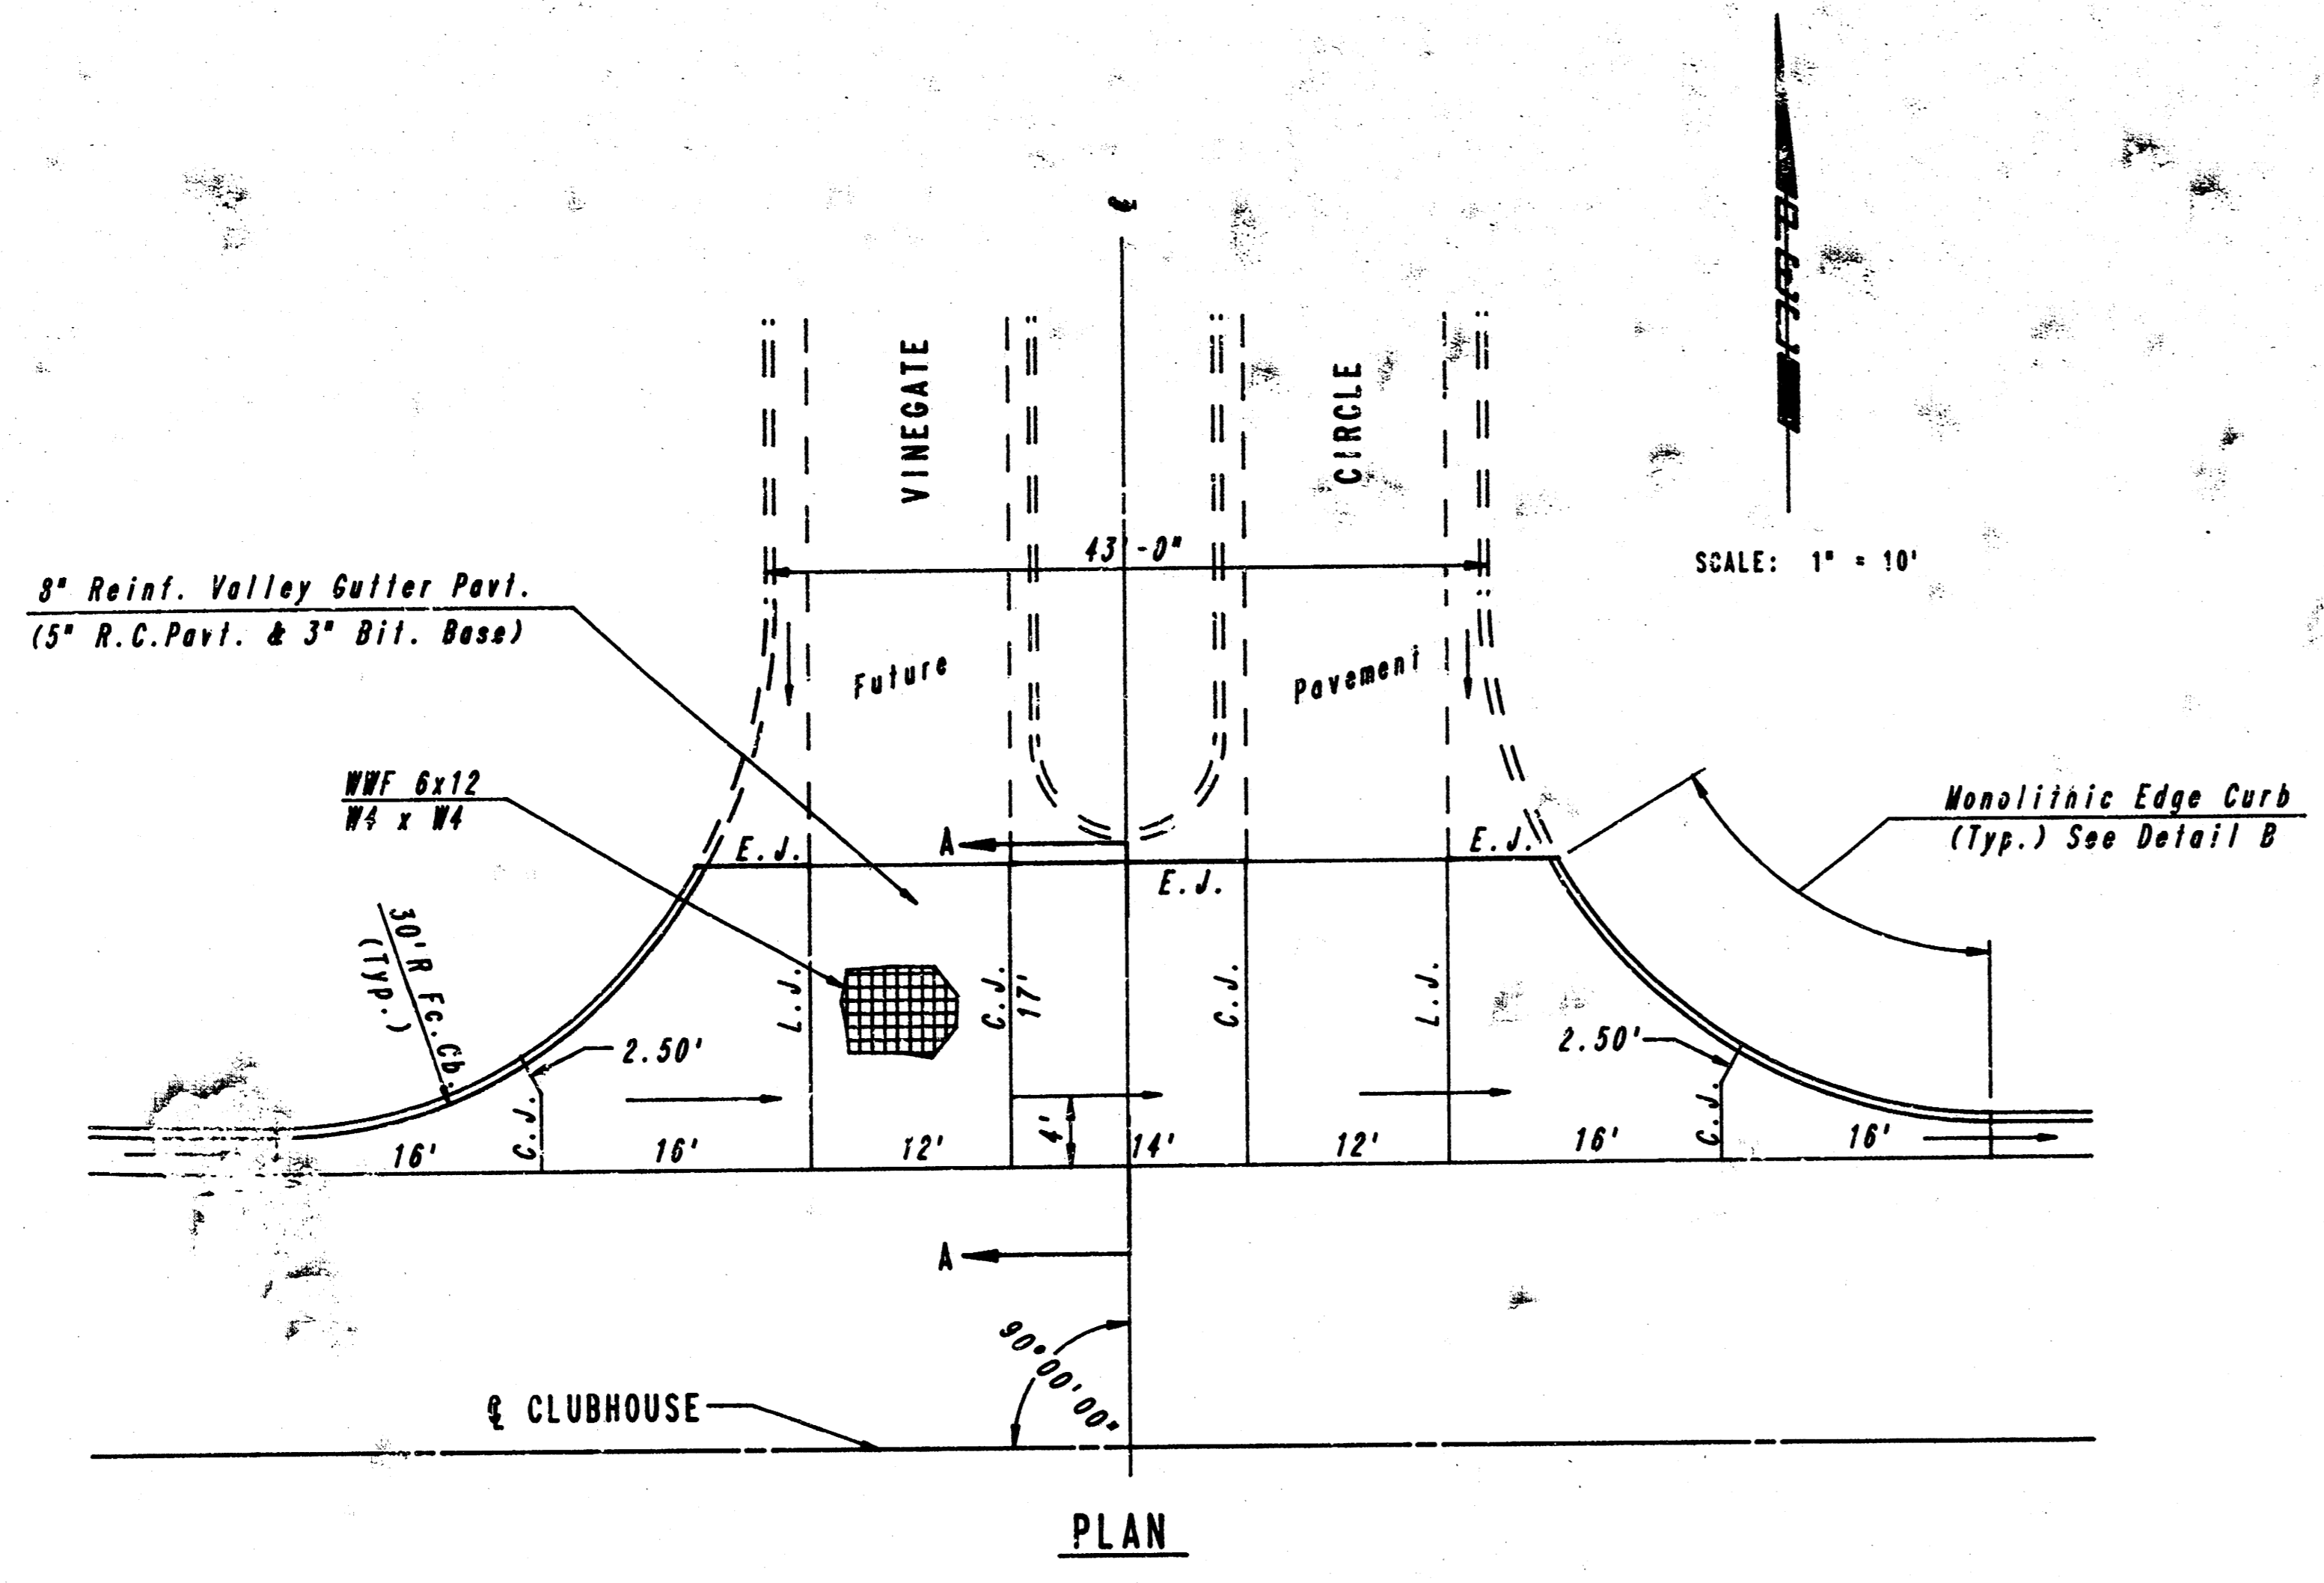 ℄
VINEGATE
CIRCLE
43'-0"
SCALE: 1" = 10'
8" Reinf. Valley Gutter Pavt.
(5" R.C.Pavt. & 3" Bit. Base)
Future
Pavement
WWF 6x12
W4 x W4
Monolithic Edge Curb
(Typ.) See Detail B
E.J.
A
E.J.
E.J.
30'R Fc.Cb.
(Typ.)
L.J.
C.J.
17'
C.J.
L.J.
2.50'
2.50'
C.J.
C.J.
16'
16'
12'
4'
14'
12'
16'
16'
A
90°00'00"
℄ CLUBHOUSE
PLAN